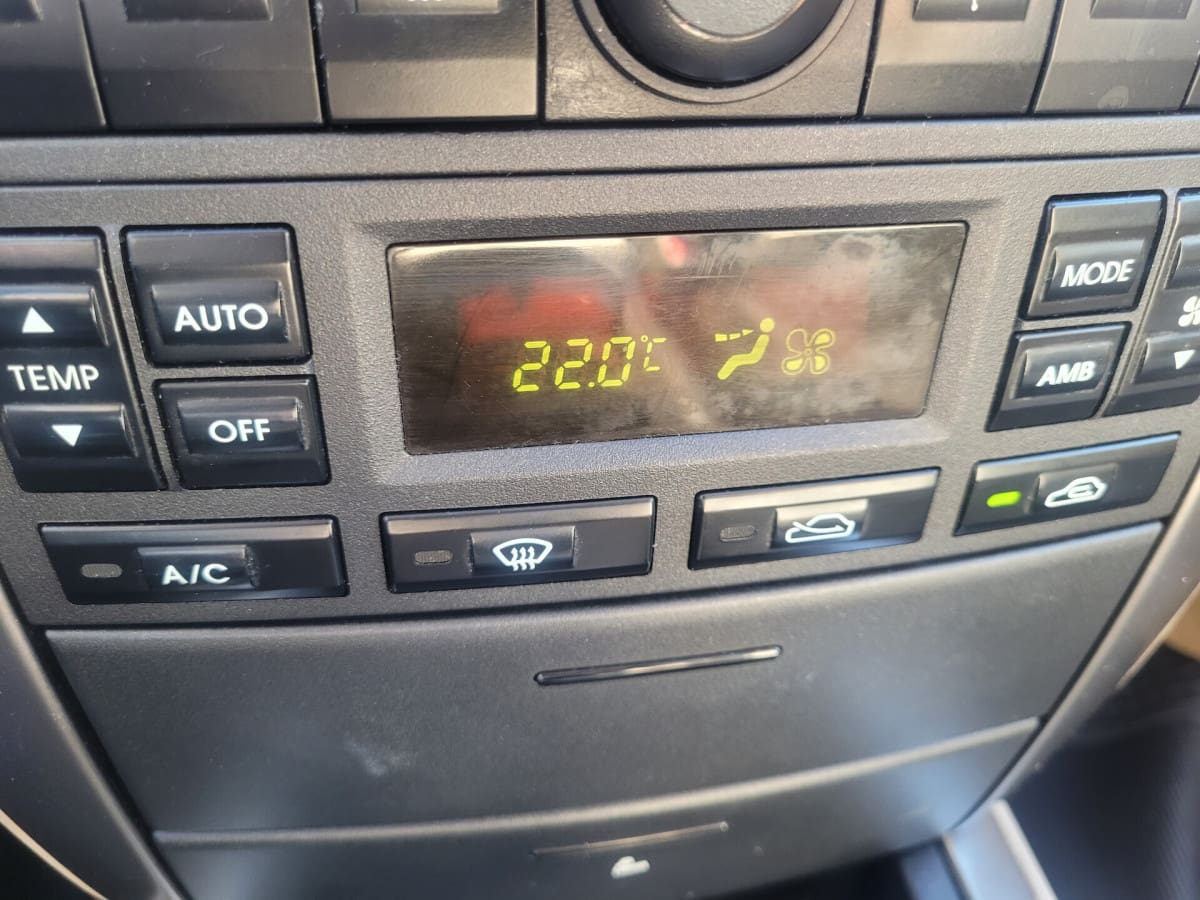 AUTO
MODE
TEMP
22.0°C
OFF
AMB
A/C